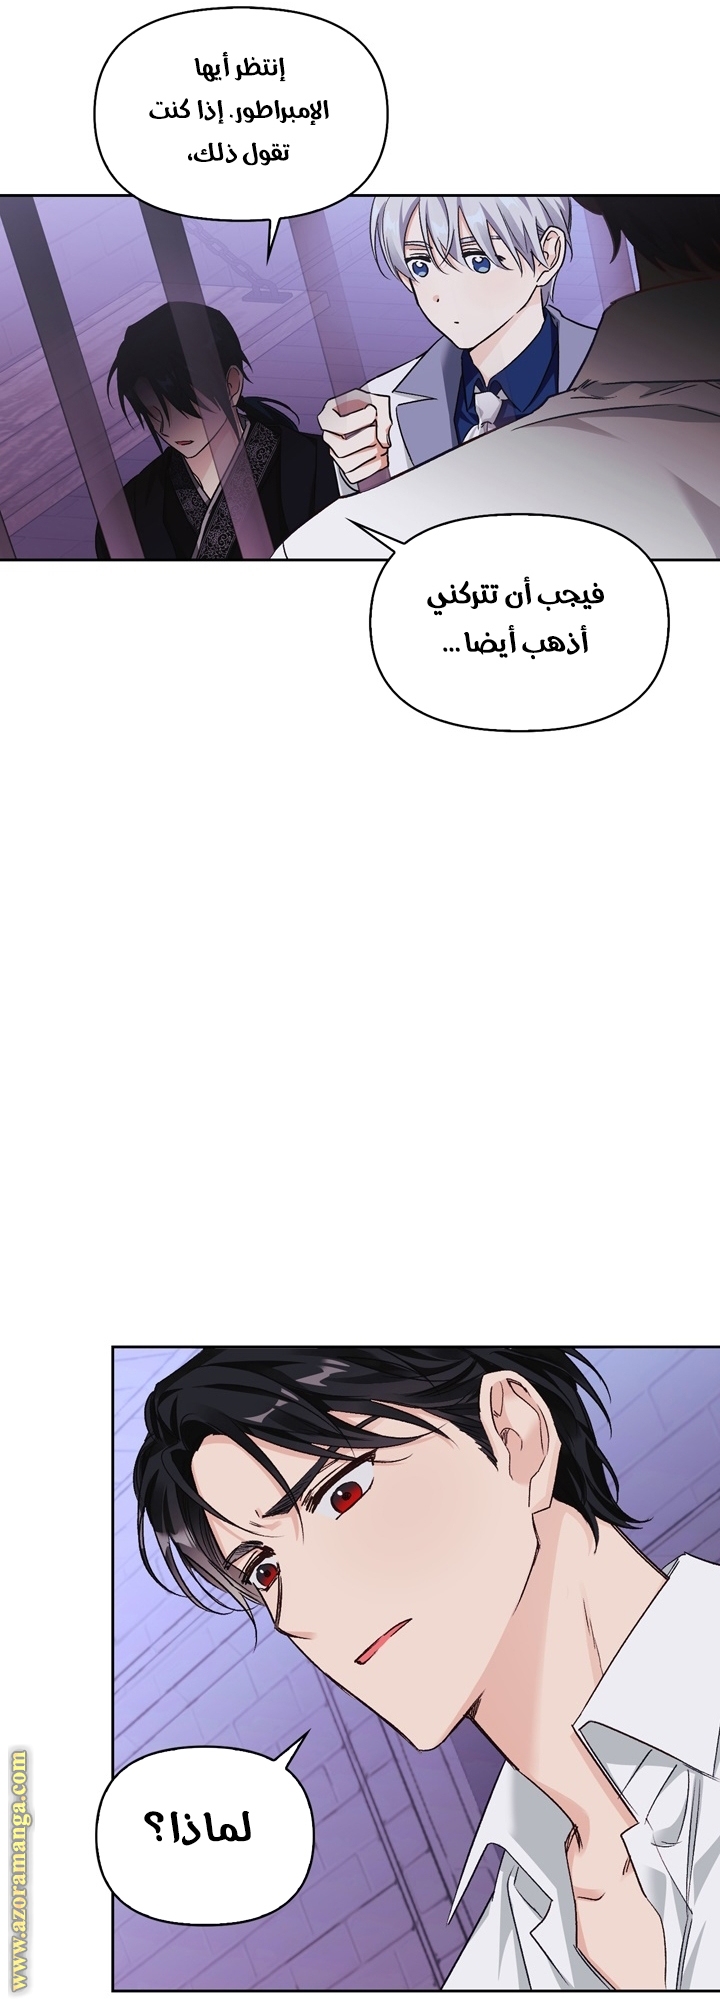 إنتظر أيها
الإمبراطور. إذا كنت
تقول ذلك،
فيجب أن تتركني
أذهب أيضا...
لماذا؟
www.azoramanga.com